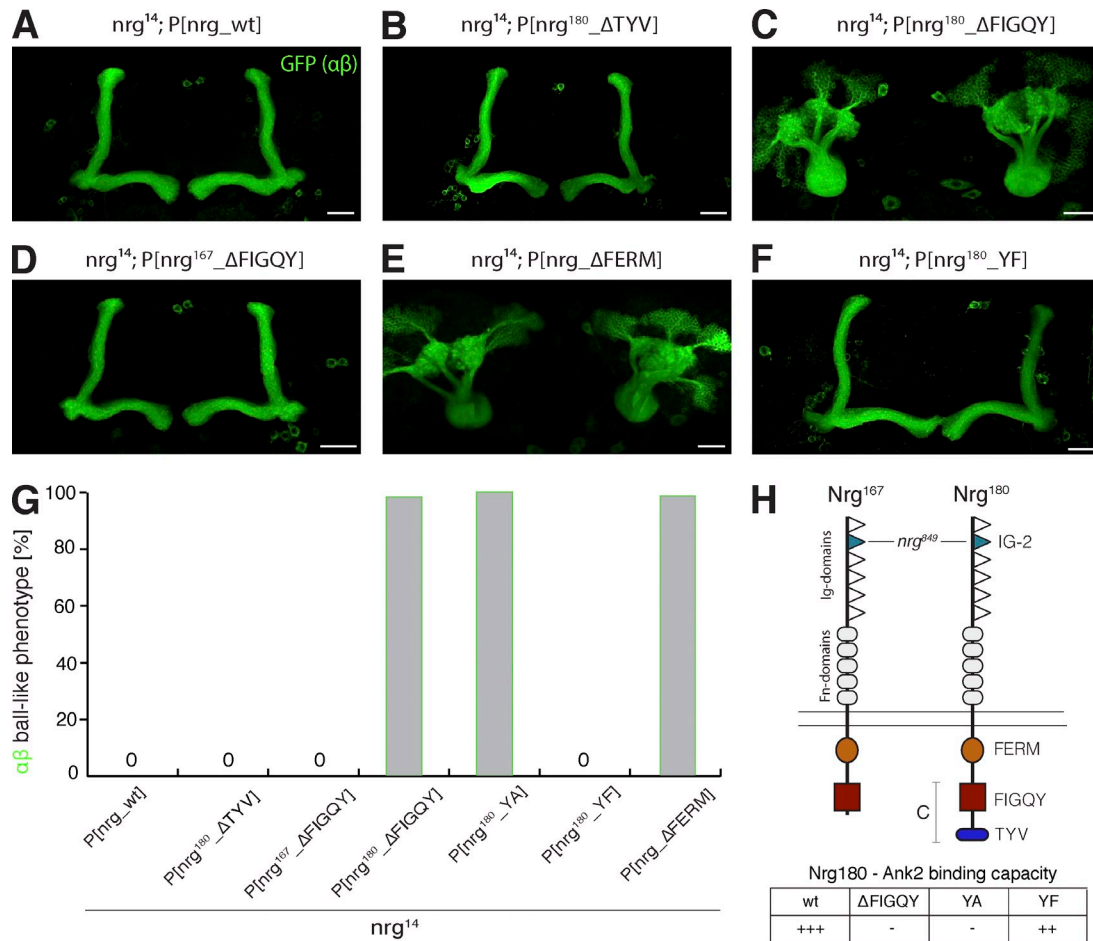 A nrg¹⁴; P[nrg_wt]
GFP (αβ)
B nrg¹⁴; P[nrg¹⁸⁰_ΔTYV]
C nrg¹⁴; P[nrg¹⁸⁰_ΔFIGQY]
D nrg¹⁴; P[nrg¹⁶⁷_ΔFIGQY]
E nrg¹⁴; P[nrg_ΔFERM]
F nrg¹⁴; P[nrg¹⁸⁰_YF]
G
αβ ball-like phenotype [%]
100
80
60
40
20
0
0 0 0 0
P[nrg_wt]
P[nrg¹⁸⁰_ΔTYV]
P[nrg¹⁶⁷_ΔFIGQY]
P[nrg¹⁸⁰_ΔFIGQY]
P[nrg¹⁸⁰_YA]
P[nrg¹⁸⁰_YF]
P[nrg_ΔFERM]
nrg¹⁴
H
Nrg¹⁶⁷ Nrg¹⁸⁰
nrg⁸⁴⁹ IG-2
Ig-domains
Fn-domains
FERM
FIGQY
C
TYV
Nrg180 - Ank2 binding capacity
wt ΔFIGQY YA YF
+++ - - ++